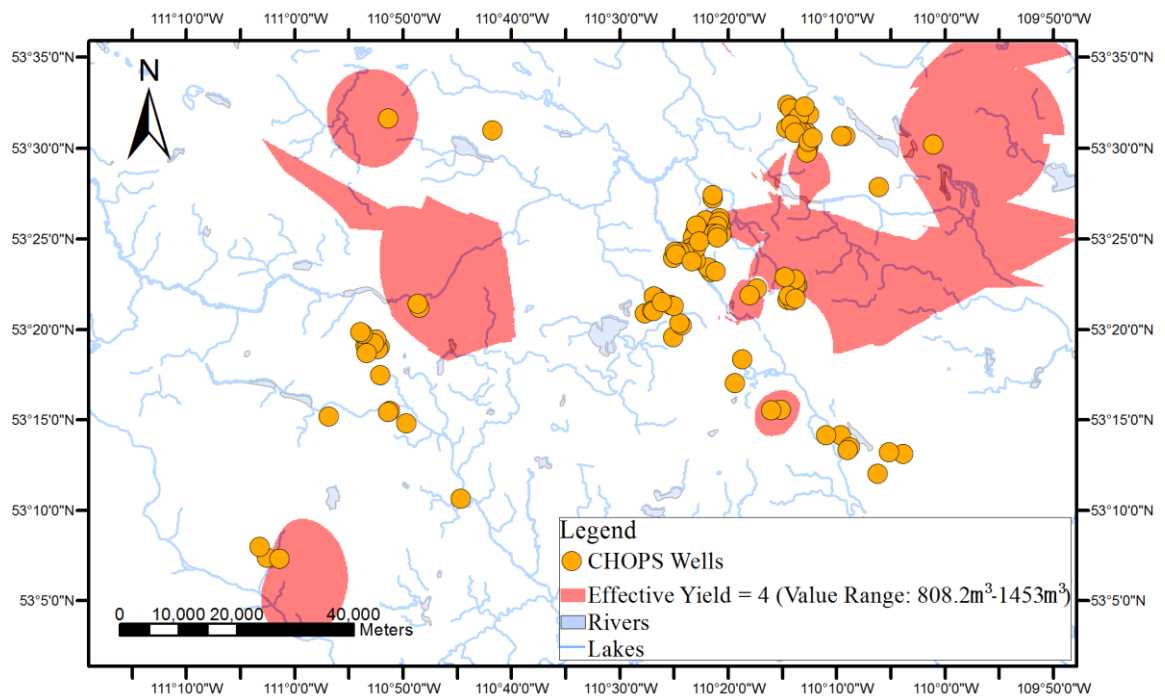 111°10'0"W 111°0'0"W 110°50'0"W 110°40'0"W 110°30'0"W 110°20'0"W 110°10'0"W 110°0'0"W 109°50'0"W
53°35'0"N 53°35'0"N
N
53°30'0"N 53°30'0"N
53°25'0"N 53°25'0"N
53°20'0"N 53°20'0"N
53°15'0"N 53°15'0"N
53°10'0"N 53°10'0"N
Legend
CHOPS Wells
Effective Yield = 4 (Value Range: 808.2m³-1453m³)
53°5'0"N 53°5'0"N
0 10,000 20,000 40,000
Meters
Rivers
Lakes
111°10'0"W 111°0'0"W 110°50'0"W 110°40'0"W 110°30'0"W 110°20'0"W 110°10'0"W 110°0'0"W 109°50'0"W